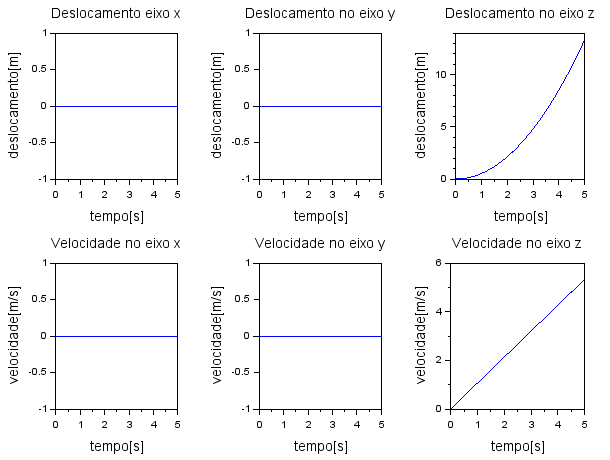 Deslocamento eixo x
1
0.5
0
-0.5
-1
deslocamento[m]
0 1 2 3 4 5
tempo[s]
Deslocamento no eixo y
1
0.5
0
-0.5
-1
deslocamento[m]
0 1 2 3 4 5
tempo[s]
Deslocamento no eixo z
10
5
0
deslocamento[m]
0 1 2 3 4 5
tempo[s]
Velocidade no eixo x
1
0.5
0
-0.5
-1
velocidade[m/s]
0 1 2 3 4 5
tempo[s]
Velocidade no eixo y
1
0.5
0
-0.5
-1
velocidade[m/s]
0 1 2 3 4 5
tempo[s]
Velocidade no eixo z
6
4
2
0
velocidade[m/s]
0 1 2 3 4 5
tempo[s]